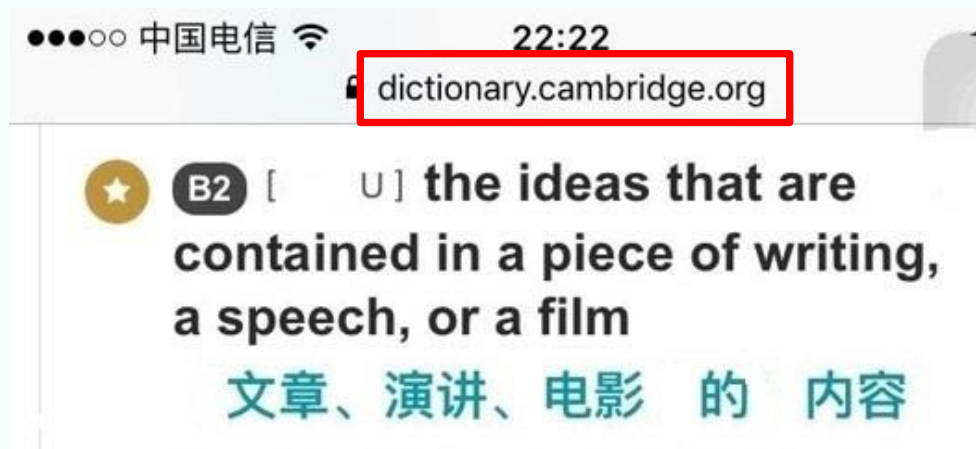 中国电信 22:22
dictionary.cambridge.org
B2 [ U] the ideas that are
contained in a piece of writing,
a speech, or a film
文章、演讲、电影 的 内容